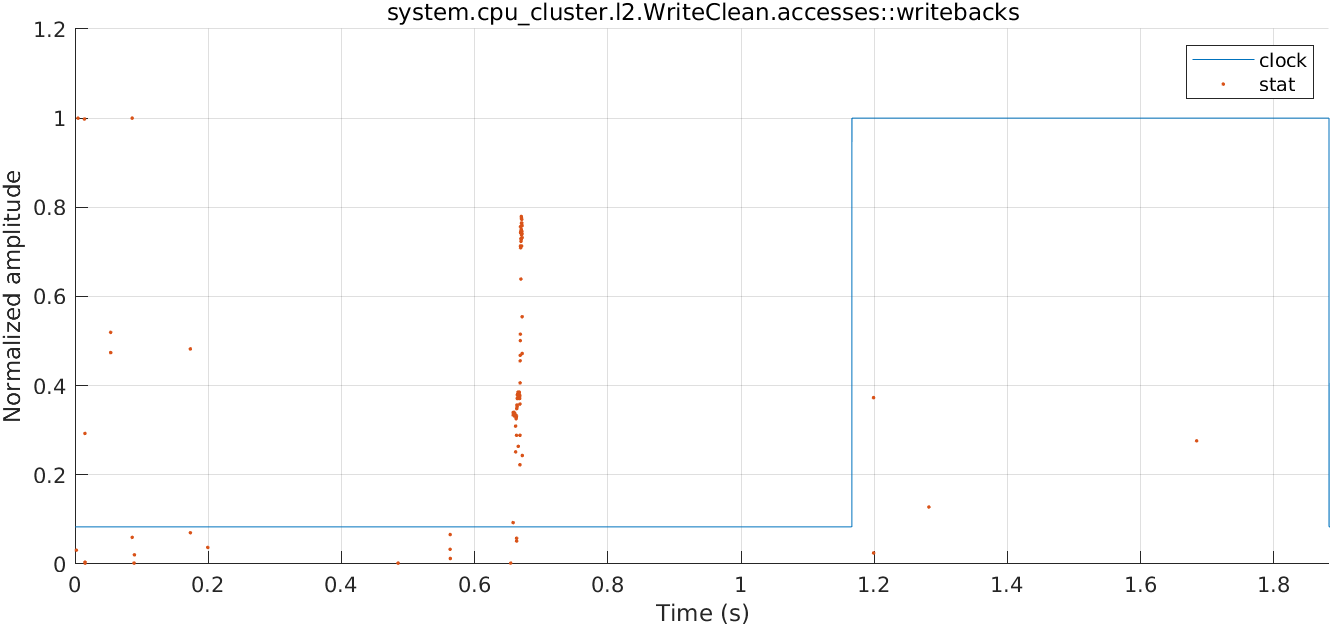 system.cpu_cluster.l2.WriteClean.accesses::writebacks
1.2
1
0.8
0.6
0.4
0.2
0
Normalized amplitude
clock
stat
0 0.2 0.4 0.6 0.8 1 1.2 1.4 1.6 1.8
Time (s)